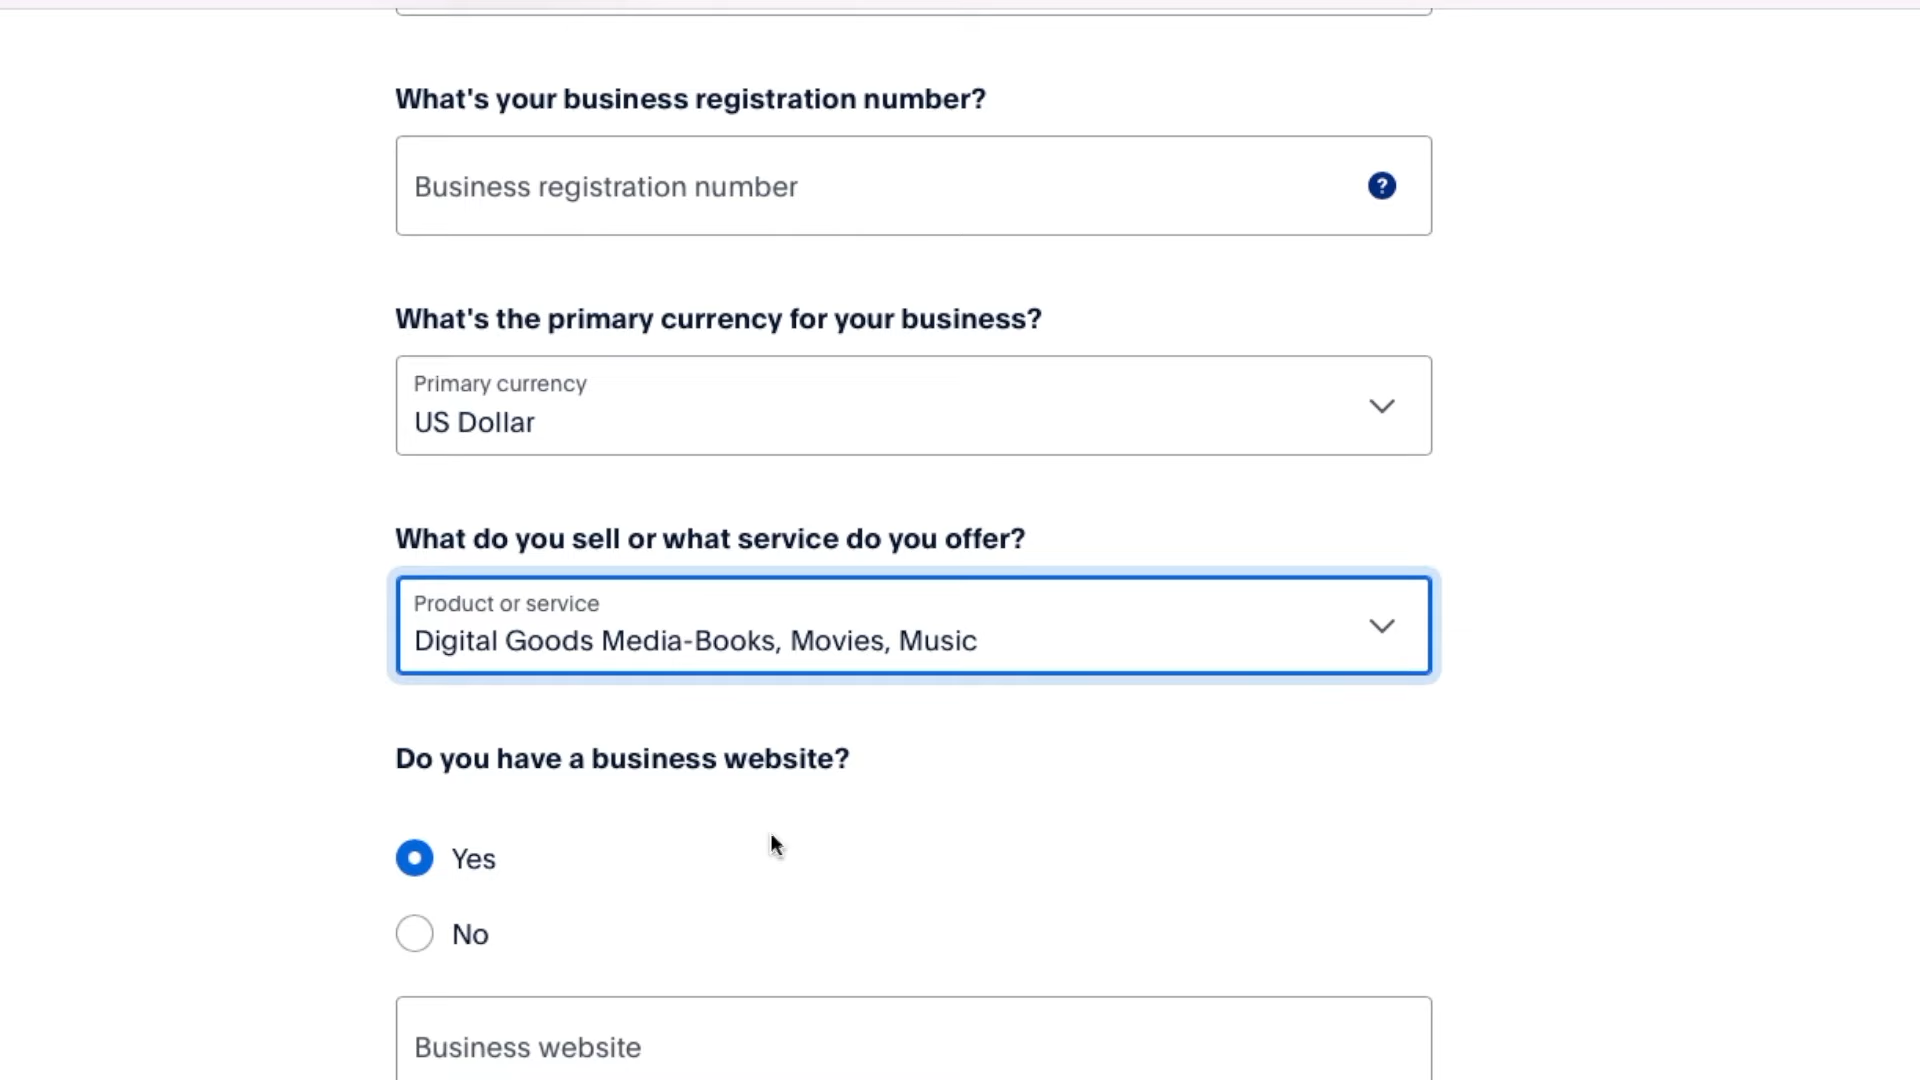 What's your business registration number?
Business registration number
?
What's the primary currency for your business?
Primary currency
US Dollar
What do you sell or what service do you offer?
Product or service
Digital Goods Media-Books, Movies, Music
Do you have a business website?
Yes
No
Business website